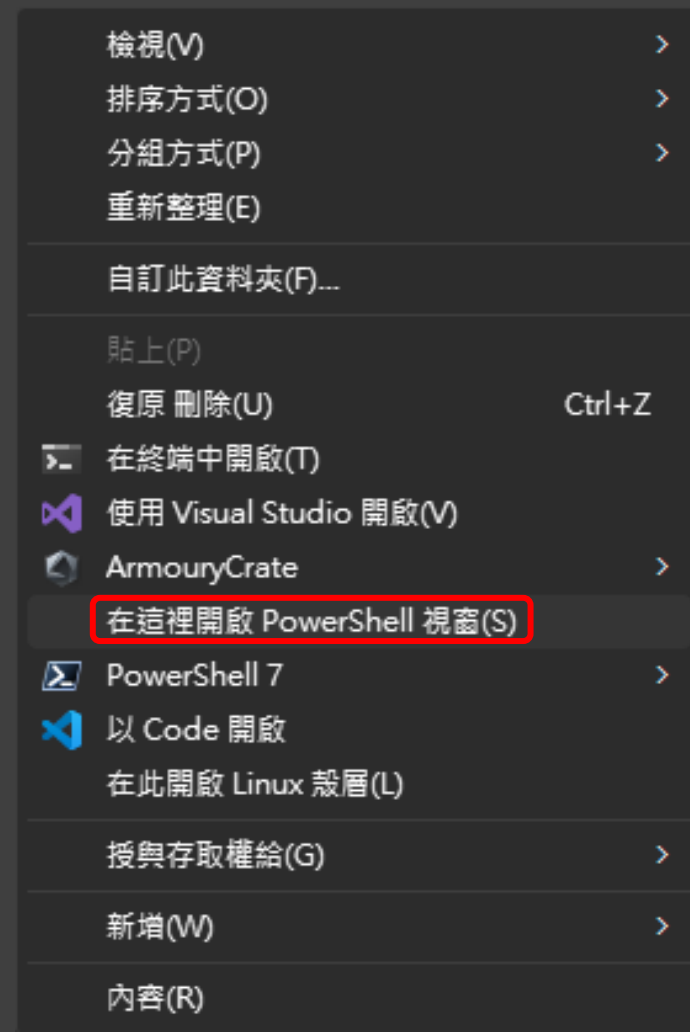 檢視(V)
排序方式(O)
分組方式(P)
重新整理(E)
自訂此資料夾(F)...
貼上(P)
復原 刪除(U) Ctrl+Z
在終端中開啟(T)
使用 Visual Studio 開啟(V)
ArmouryCrate
在這裡開啟 PowerShell 視窗(S)
PowerShell 7
以 Code 開啟
在此開啟 Linux 殼層(L)
授與存取權給(G)
新增(W)
內容(R)